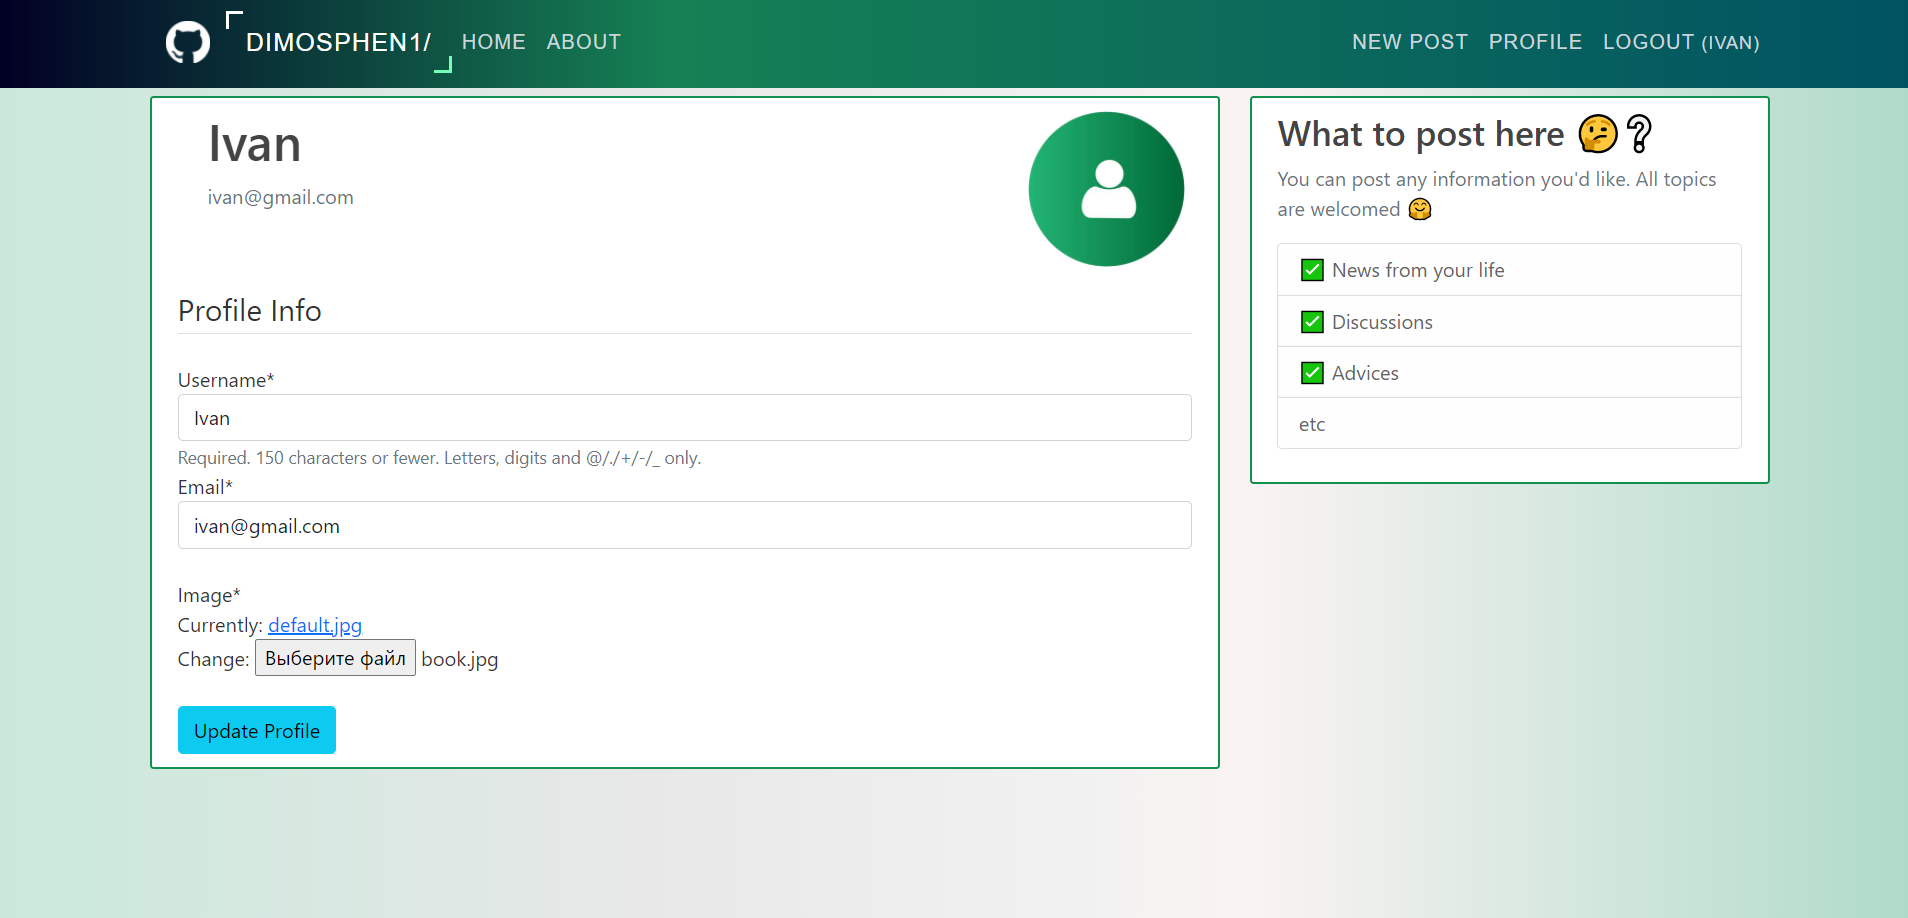 DIMOSPHEN1/ HOME ABOUT NEW POST PROFILE LOGOUT (IVAN)
Ivan
ivan@gmail.com
Profile Info
Username*
Ivan
Required. 150 characters or fewer. Letters, digits and @/./+/-/_ only.
Email*
ivan@gmail.com
Image*
Currently: default.jpg
Change: Выберите файл book.jpg
Update Profile
What to post here 🤔❔
You can post any information you'd like. All topics
are welcomed 🤗
✅ News from your life
✅ Discussions
✅ Advices
etc